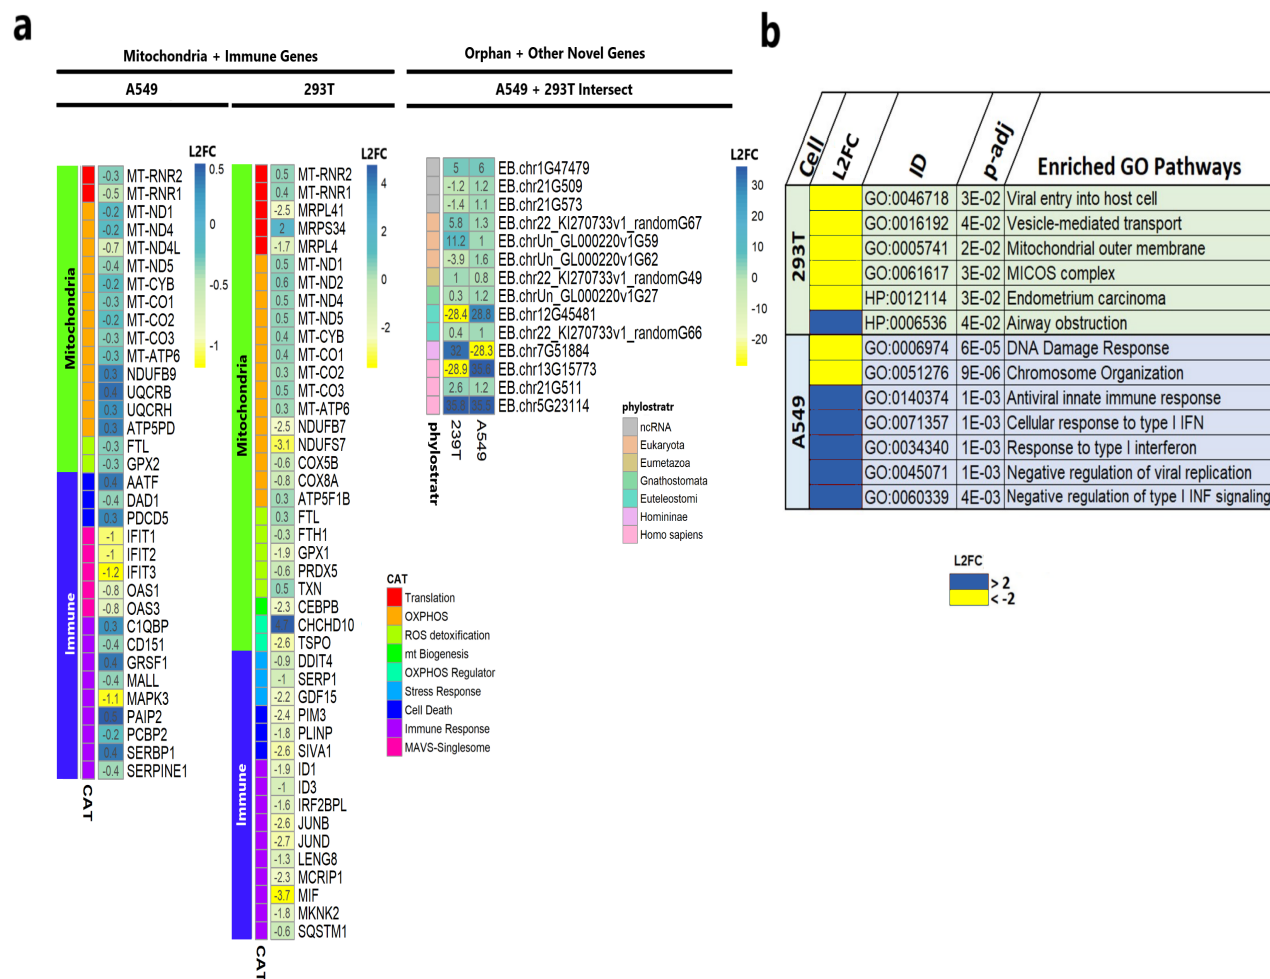 a
Mitochondria + Immune Genes
A549
293T
L2FC
0.5
0
-0.5
-1
Mitochondria
Immune
-0.3 MT-RNR2
-0.5 MT-RNR1
-0.2 MT-ND1
-0.2 MT-ND4
-0.7 MT-ND4L
-0.4 MT-ND5
-0.2 MT-CYB
-0.3 MT-CO1
-0.2 MT-CO2
-0.3 MT-CO3
-0.3 MT-ATP6
0.3 NDUFB9
0.4 UQCRB
0.3 UQCRH
0.3 ATP5PD
-0.3 FTL
-0.3 GPX2
0.4 AATF
-0.4 DAD1
0.3 PDCD5
-1 IFIT1
-1 IFIT2
-1.2 IFIT3
-0.8 OAS1
-0.8 OAS3
0.3 C1QBP
-0.4 CD151
0.4 GRSF1
-0.4 MALL
-1.1 MAPK3
0.5 PAIP2
-0.2 PCBP2
0.4 SERBP1
-0.4 SERPINE1
CAT
L2FC
4
2
0
-2
Mitochondria
Immune
0.5 MT-RNR2
0.4 MT-RNR1
-2.5 MRPL41
2 MRPS34
-1.7 MRPL4
0.5 MT-ND1
0.6 MT-ND2
0.5 MT-ND4
0.5 MT-ND5
0.4 MT-CYB
0.4 MT-CO1
0.3 MT-CO2
0.5 MT-CO3
0.3 MT-ATP6
-2.5 NDUFB7
-3.1 NDUFS7
-0.6 COX5B
-0.8 COX8A
0.3 ATP5F1B
0.3 FTL
-0.3 FTH1
-1.9 GPX1
-0.6 PRDX5
0.5 TXN
-2.3 CEBPB
CHCHD10
-2.6 TSPO
-0.9 DDIT4
-1 SERP1
-2.2 GDF15
-2.4 PIM3
-1.8 PLINP
-2.6 SIVA1
-1.9 ID1
-1 ID3
-1.6 IRF2BPL
-2.6 JUNB
-2.7 JUND
-1.3 LENG8
-2.3 MCRIP1
-3.7 MIF
-1.8 MKNK2
-0.6 SQSTM1
CAT
Orphan + Other Novel Genes
A549 + 293T Intersect
5 6 EB.chr1G47479
-1.2 1.2 EB.chr21G509
-1.4 1.1 EB.chr21G573
5.8 1.3 EB.chr22_KI270733v1_randomG67
11.2 1 EB.chrUn_GL000220v1G59
-3.9 1.6 EB.chrUn_GL000220v1G62
1 0.8 EB.chr22_KI270733v1_randomG49
0.3 1.2 EB.chrUn_GL000220v1G27
-28.4 28.8 EB.chr12G45481
0.4 1 EB.chr22_KI270733v1_randomG66
32 -28.3 EB.chr7G51884
-28.9 EB.chr13G15773
2.6 1.2 EB.chr21G511
EB.chr5G23114
phylostratr
239T
A549
L2FC
30
20
10
0
-10
-20
phylostratr
ncRNA
Eukaryota
Eumetazoa
Gnathostomata
Euteleostomi
Homininae
Homo sapiens
CAT
Translation
OXPHOS
ROS detoxification
mt Biogenesis
OXPHOS Regulator
Stress Response
Cell Death
Immune Response
MAVS-Singlesome
b
Cell L2FC ID p-adj Enriched GO Pathways
293T
GO:0046718 3E-02 Viral entry into host cell
GO:0016192 4E-02 Vesicle-mediated transport
GO:0005741 2E-02 Mitochondrial outer membrane
GO:0061617 3E-02 MICOS complex
HP:0012114 3E-02 Endometrium carcinoma
HP:0006536 4E-02 Airway obstruction
A549
GO:0006974 6E-05 DNA Damage Response
GO:0051276 9E-06 Chromosome Organization
GO:0140374 1E-03 Antiviral innate immune response
GO:0071357 1E-03 Cellular response to type I IFN
GO:0034340 1E-03 Response to type I interferon
GO:0045071 1E-03 Negative regulation of viral replication
GO:0060339 4E-03 Negative regulation of type I INF signaling
L2FC
> 2
< -2